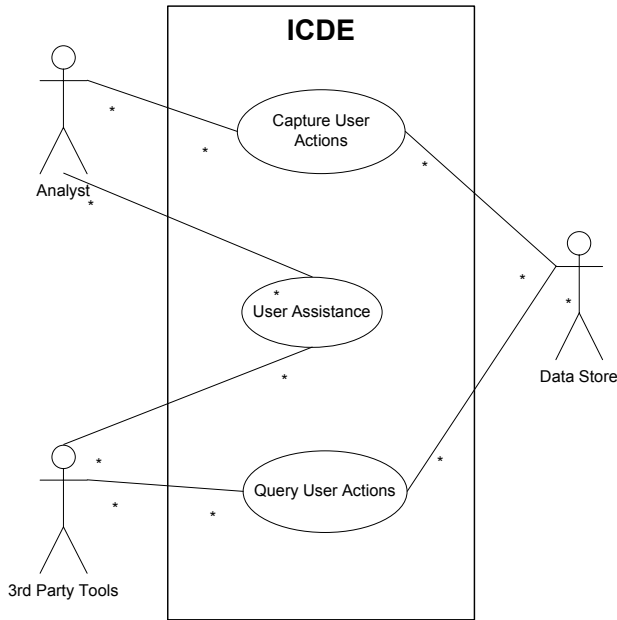 ICDE
Capture User
Actions
*
*
*
Analyst
*
*
*
*
User Assistance
Data Store
*
*
*
Query User Actions
*
*
3rd Party Tools